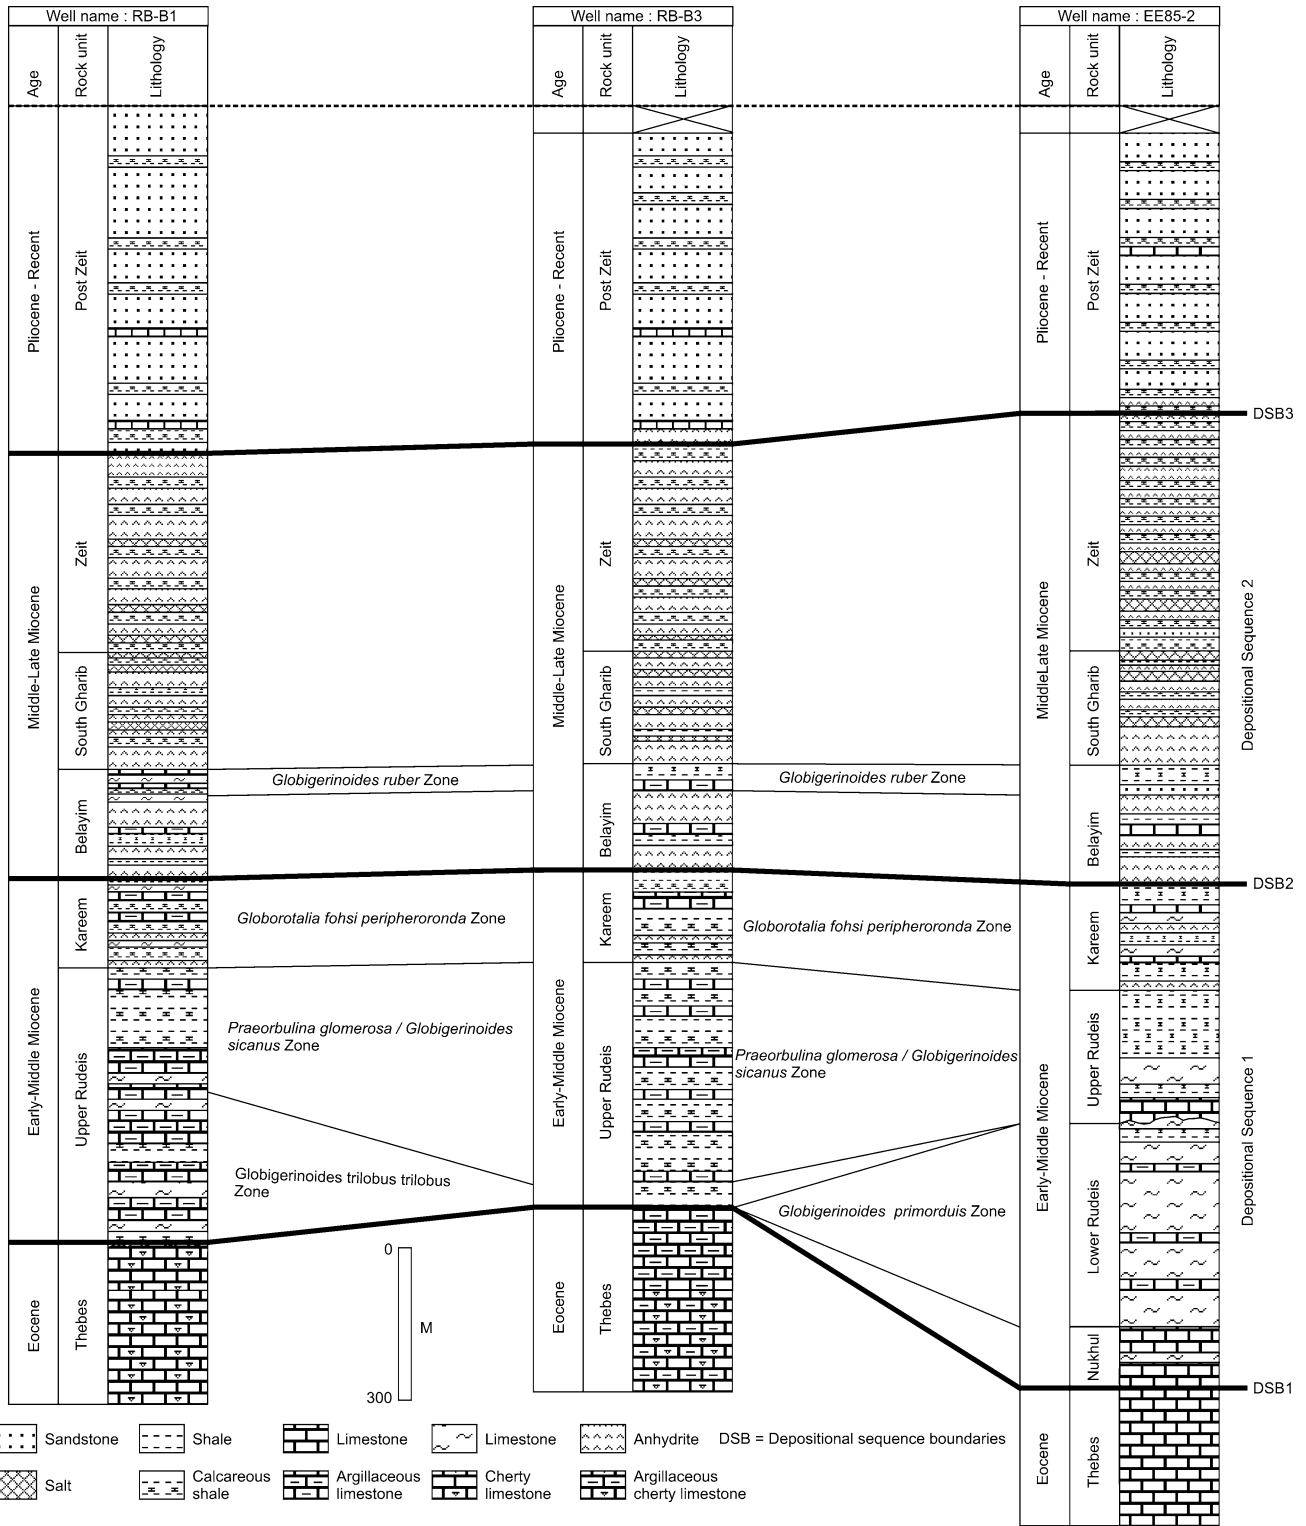 Well name : RB-B1
Age
Rock unit
Lithology
Pliocene - Recent
Post Zeit
Middle-Late Miocene
Zeit
South Gharib
Belayim
Early-Middle Miocene
Kareem
Upper Rudeis
Eocene
Thebes
Globigerinoides ruber Zone
Globorotalia fohsi peripheroronda Zone
Praeorbulina glomerosa / Globigerinoides
sicanus Zone
Globigerinoides trilobus trilobus
Zone
0
M
300
Well name : RB-B3
Age
Rock unit
Lithology
Pliocene - Recent
Post Zeit
Middle-Late Miocene
Zeit
South Gharib
Belayim
Early-Middle Miocene
Kareem
Upper Rudeis
Eocene
Thebes
Globigerinoides ruber Zone
Globorotalia fohsi peripheroronda Zone
Praeorbulina glomerosa / Globigerinoides
sicanus Zone
Globigerinoides primorduis Zone
Well name : EE85-2
Age
Rock unit
Lithology
Pliocene - Recent
Post Zeit
MiddleLate Miocene
Zeit
South Gharib
Belayim
Early-Middle Miocene
Kareem
Upper Rudeis
Lower Rudeis
Nukhul
Eocene
Thebes
DSB3
Depositional Sequence 2
DSB2
Depositional Sequence 1
DSB1
Sandstone
Shale
Limestone
Limestone
Anhydrite
DSB = Depositional sequence boundaries
Salt
Calcareous
shale
Argillaceous
limestone
Cherty
limestone
Argillaceous
cherty limestone